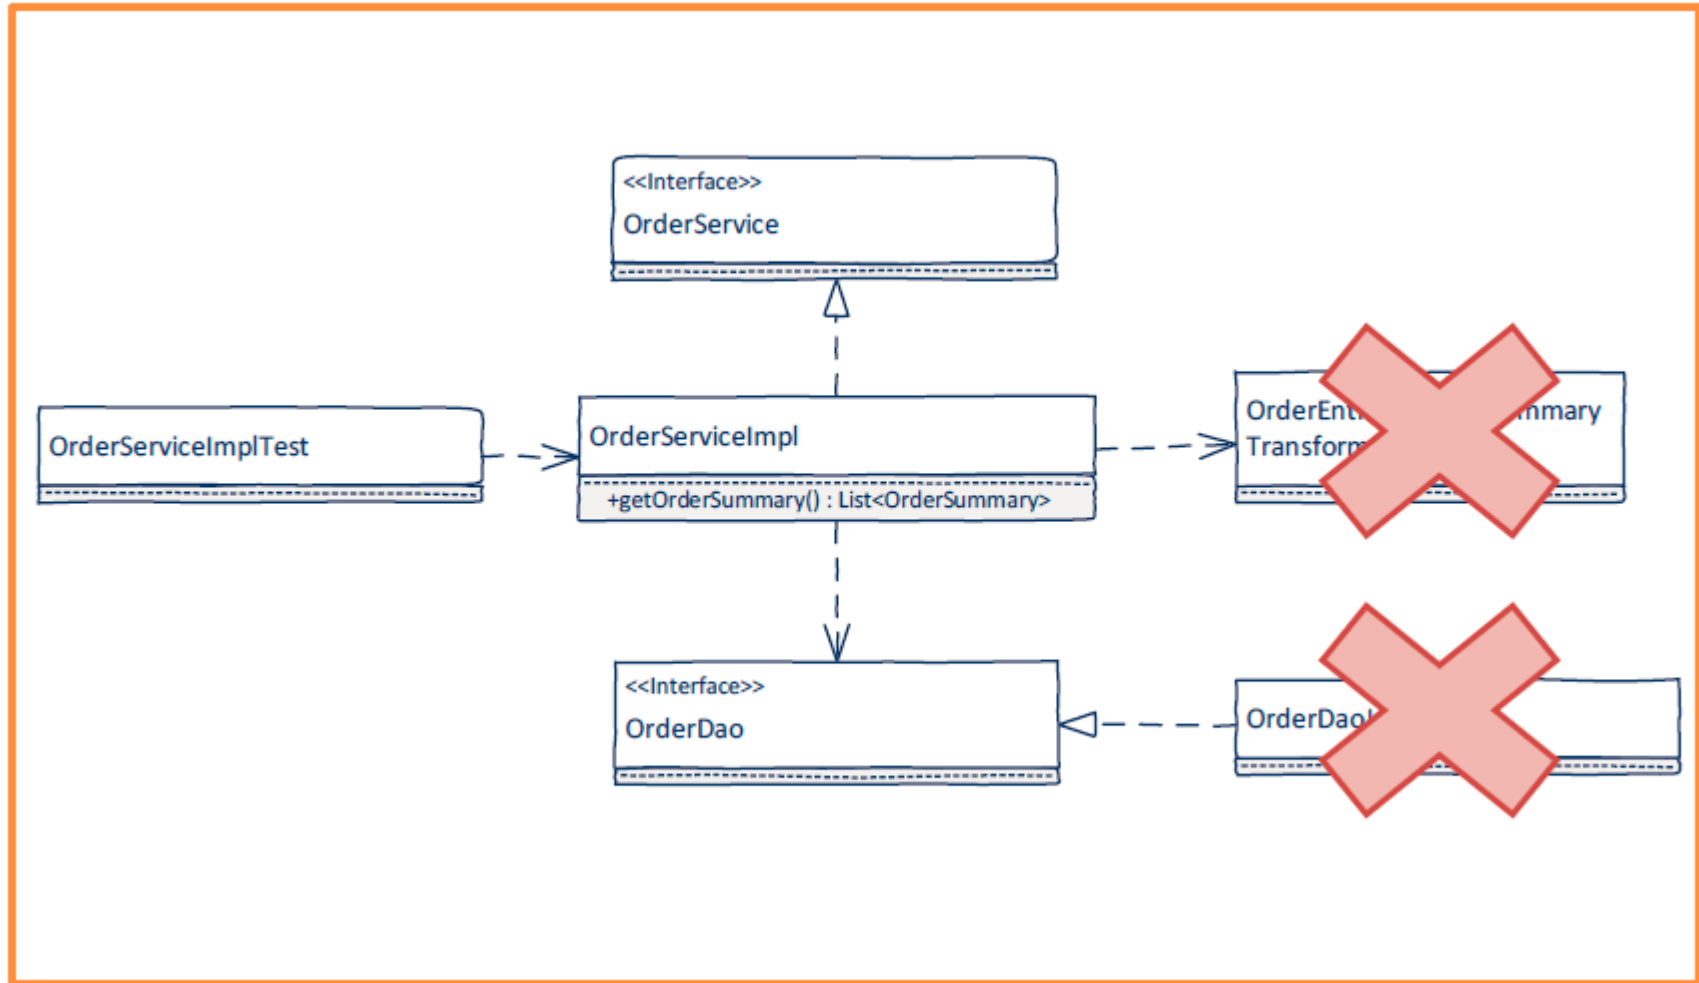 <<Interface>>
OrderService
OrderServiceImplTest
OrderServiceImpl
+getOrderSummary() : List<OrderSummary>
<<Interface>>
OrderDao